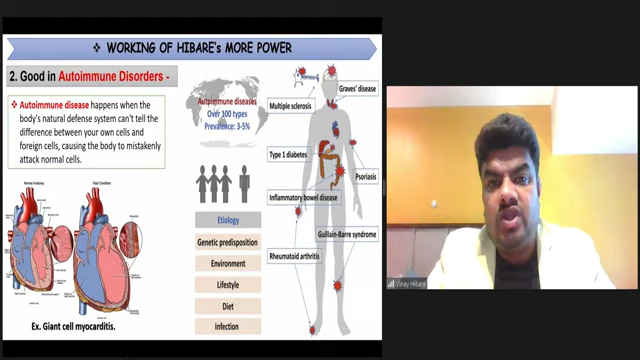 ❖ WORKING OF HIBARE's MORE POWER
2. Good in Autoimmune Disorders -
➢ Autoimmune disease happens when the
body's natural defense system can't tell the
difference between your own cells and
foreign cells, causing the body to mistakenly
attack normal cells.
Normal Anatomy
Fatal Condition
Ex. Giant cell myocarditis.
Autoimmune diseases
Over 100 types
Prevalence: 3-5%
Etiology
Genetic predisposition
Environment
Lifestyle
Diet
Infection
Graves' disease
Multiple sclerosis
Type 1 diabetes
Psoriasis
Inflammatory bowel disease
Guillain-Barre syndrome
Rheumatoid arthritis
Vinay Hibare